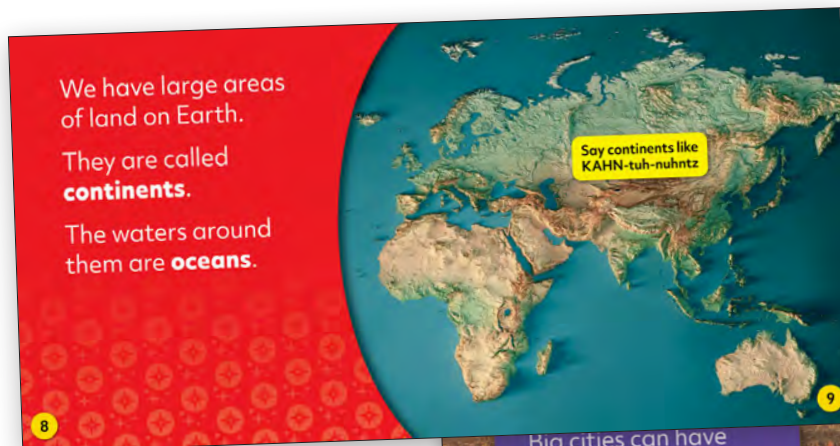 We have large areas
of land on Earth.
They are called
continents.
The waters around
them are oceans.
Say continents like
KAHN-tuh-nuhntz
8
9
Big cities can have